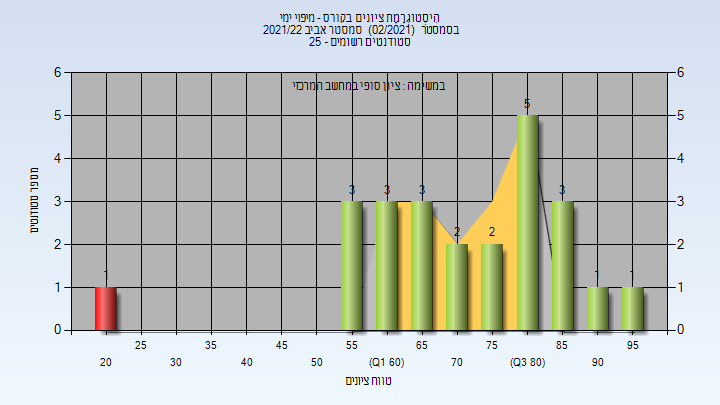 היסטוגרמת ציונים בקורס - מיפוי ימי
בסמסטר (02/2021) סמסטר אביב 2021/22
סטודנטים רשומים - 25
במשימה : ציון סופי במחשב המרכזי
מספר סטודנטים
6 6
5 5
4 4
3 3
2 2
1 1
0 0
1 3 3 3 2 2 5 3 1 1
25 35 45 55 65 75 85 95
20 30 40 50 (Q1 60) 70 (Q3 80) 90
טווח ציונים